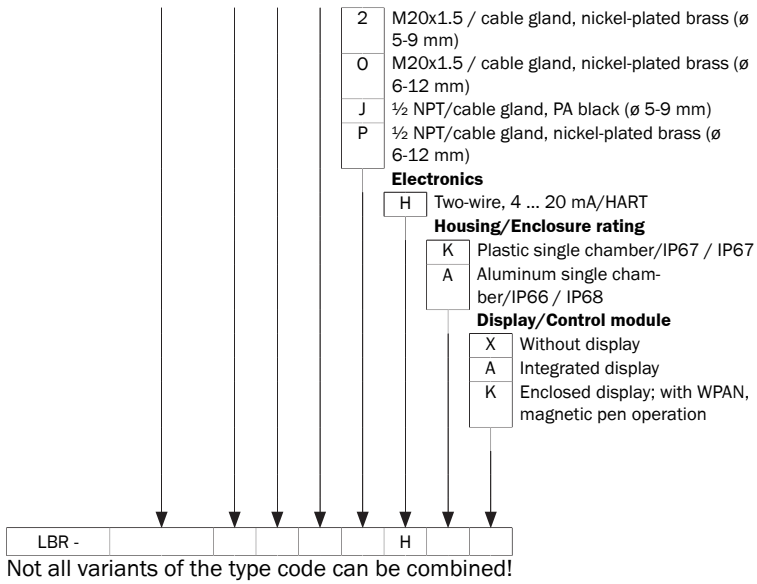 2 M20x1.5 / cable gland, nickel-plated brass (ø
5-9 mm)
O M20x1.5 / cable gland, nickel-plated brass (ø
6-12 mm)
J ½ NPT/cable gland, PA black (ø 5-9 mm)
P ½ NPT/cable gland, nickel-plated brass (ø
6-12 mm)
Electronics
H Two-wire, 4 ... 20 mA/HART
Housing/Enclosure rating
K Plastic single chamber/IP67 / IP67
A Aluminum single cham-
ber/IP66 / IP68
Display/Control module
X Without display
A Integrated display
K Enclosed display; with WPAN,
magnetic pen operation
LBR - H
Not all variants of the type code can be combined!